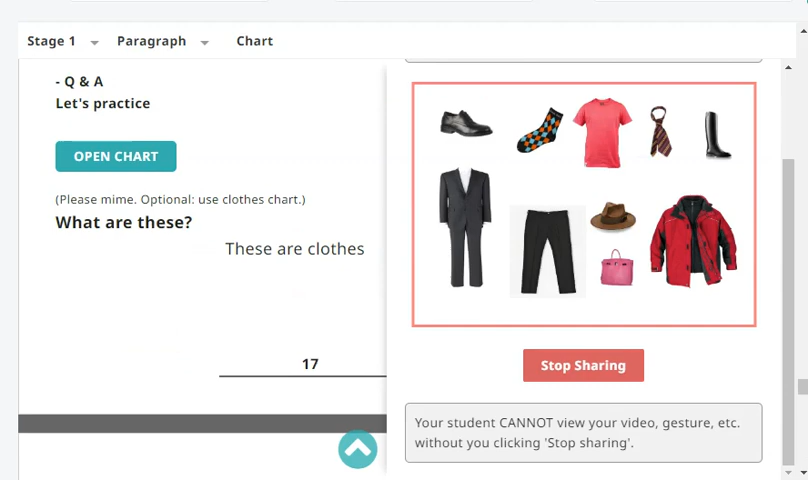 Stage 1 Paragraph Chart
- Q & A
Let's practice
OPEN CHART
(Please mime. Optional: use clothes chart.)
What are these?
These are clothes
17
Stop Sharing
Your student CANNOT view your video, gesture, etc.
without you clicking 'Stop sharing'.